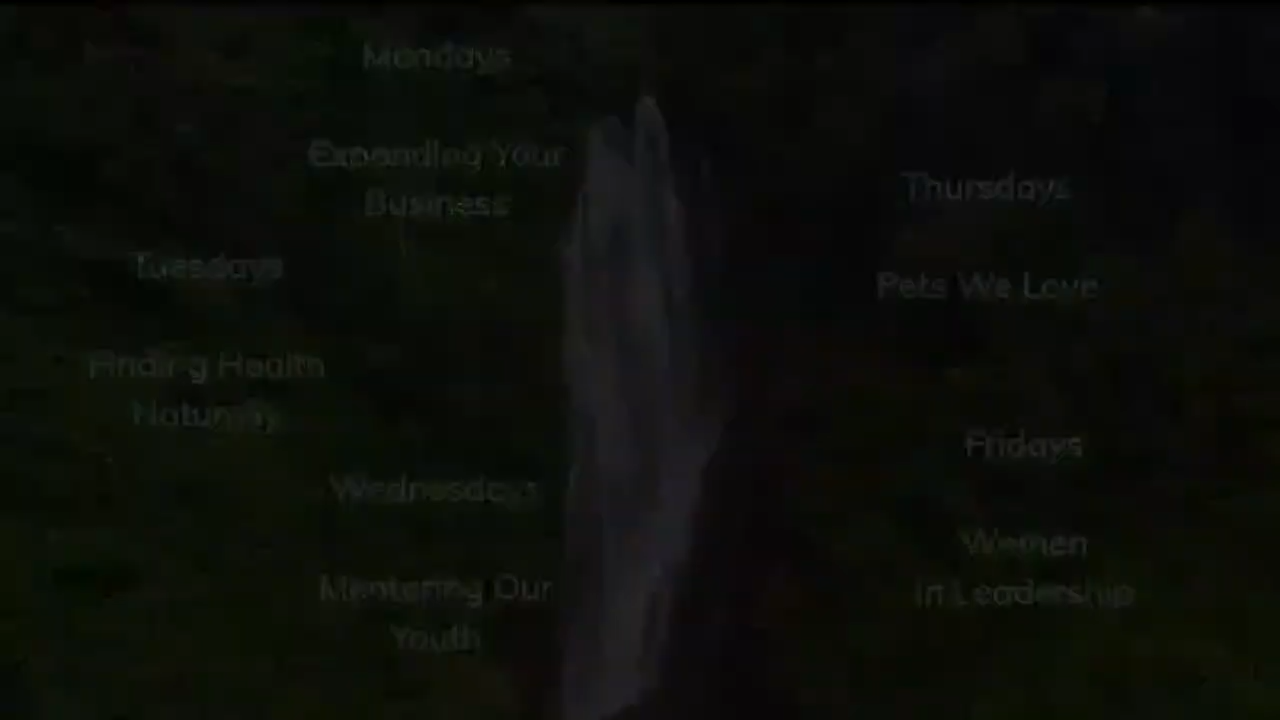 Mondays
Expanding Your
Business
Tuesdays
Finding Health
Naturally
Wednesdays
Mentoring Our
Youth
Thursdays
Pets We Love
Fridays
Women
in Leadership